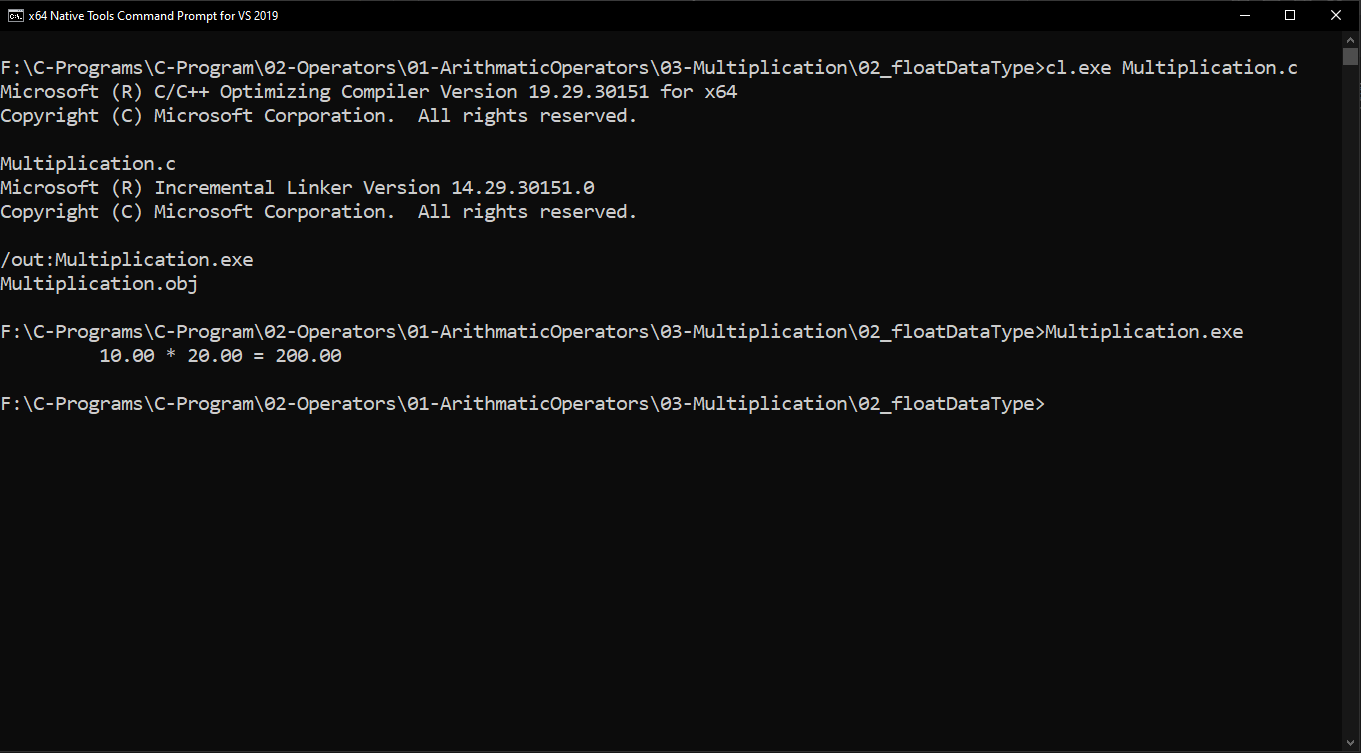 x64 Native Tools Command Prompt for VS 2019
F:\C-Programs\C-Program\02-Operators\01-ArithmaticOperators\03-Multiplication\02_floatDataType>cl.exe Multiplication.c
Microsoft (R) C/C++ Optimizing Compiler Version 19.29.30151 for x64
Copyright (C) Microsoft Corporation.  All rights reserved.
Multiplication.c
Microsoft (R) Incremental Linker Version 14.29.30151.0
Copyright (C) Microsoft Corporation.  All rights reserved.
/out:Multiplication.exe
Multiplication.obj
F:\C-Programs\C-Program\02-Operators\01-ArithmaticOperators\03-Multiplication\02_floatDataType>Multiplication.exe
10.00 * 20.00 = 200.00
F:\C-Programs\C-Program\02-Operators\01-ArithmaticOperators\03-Multiplication\02_floatDataType>